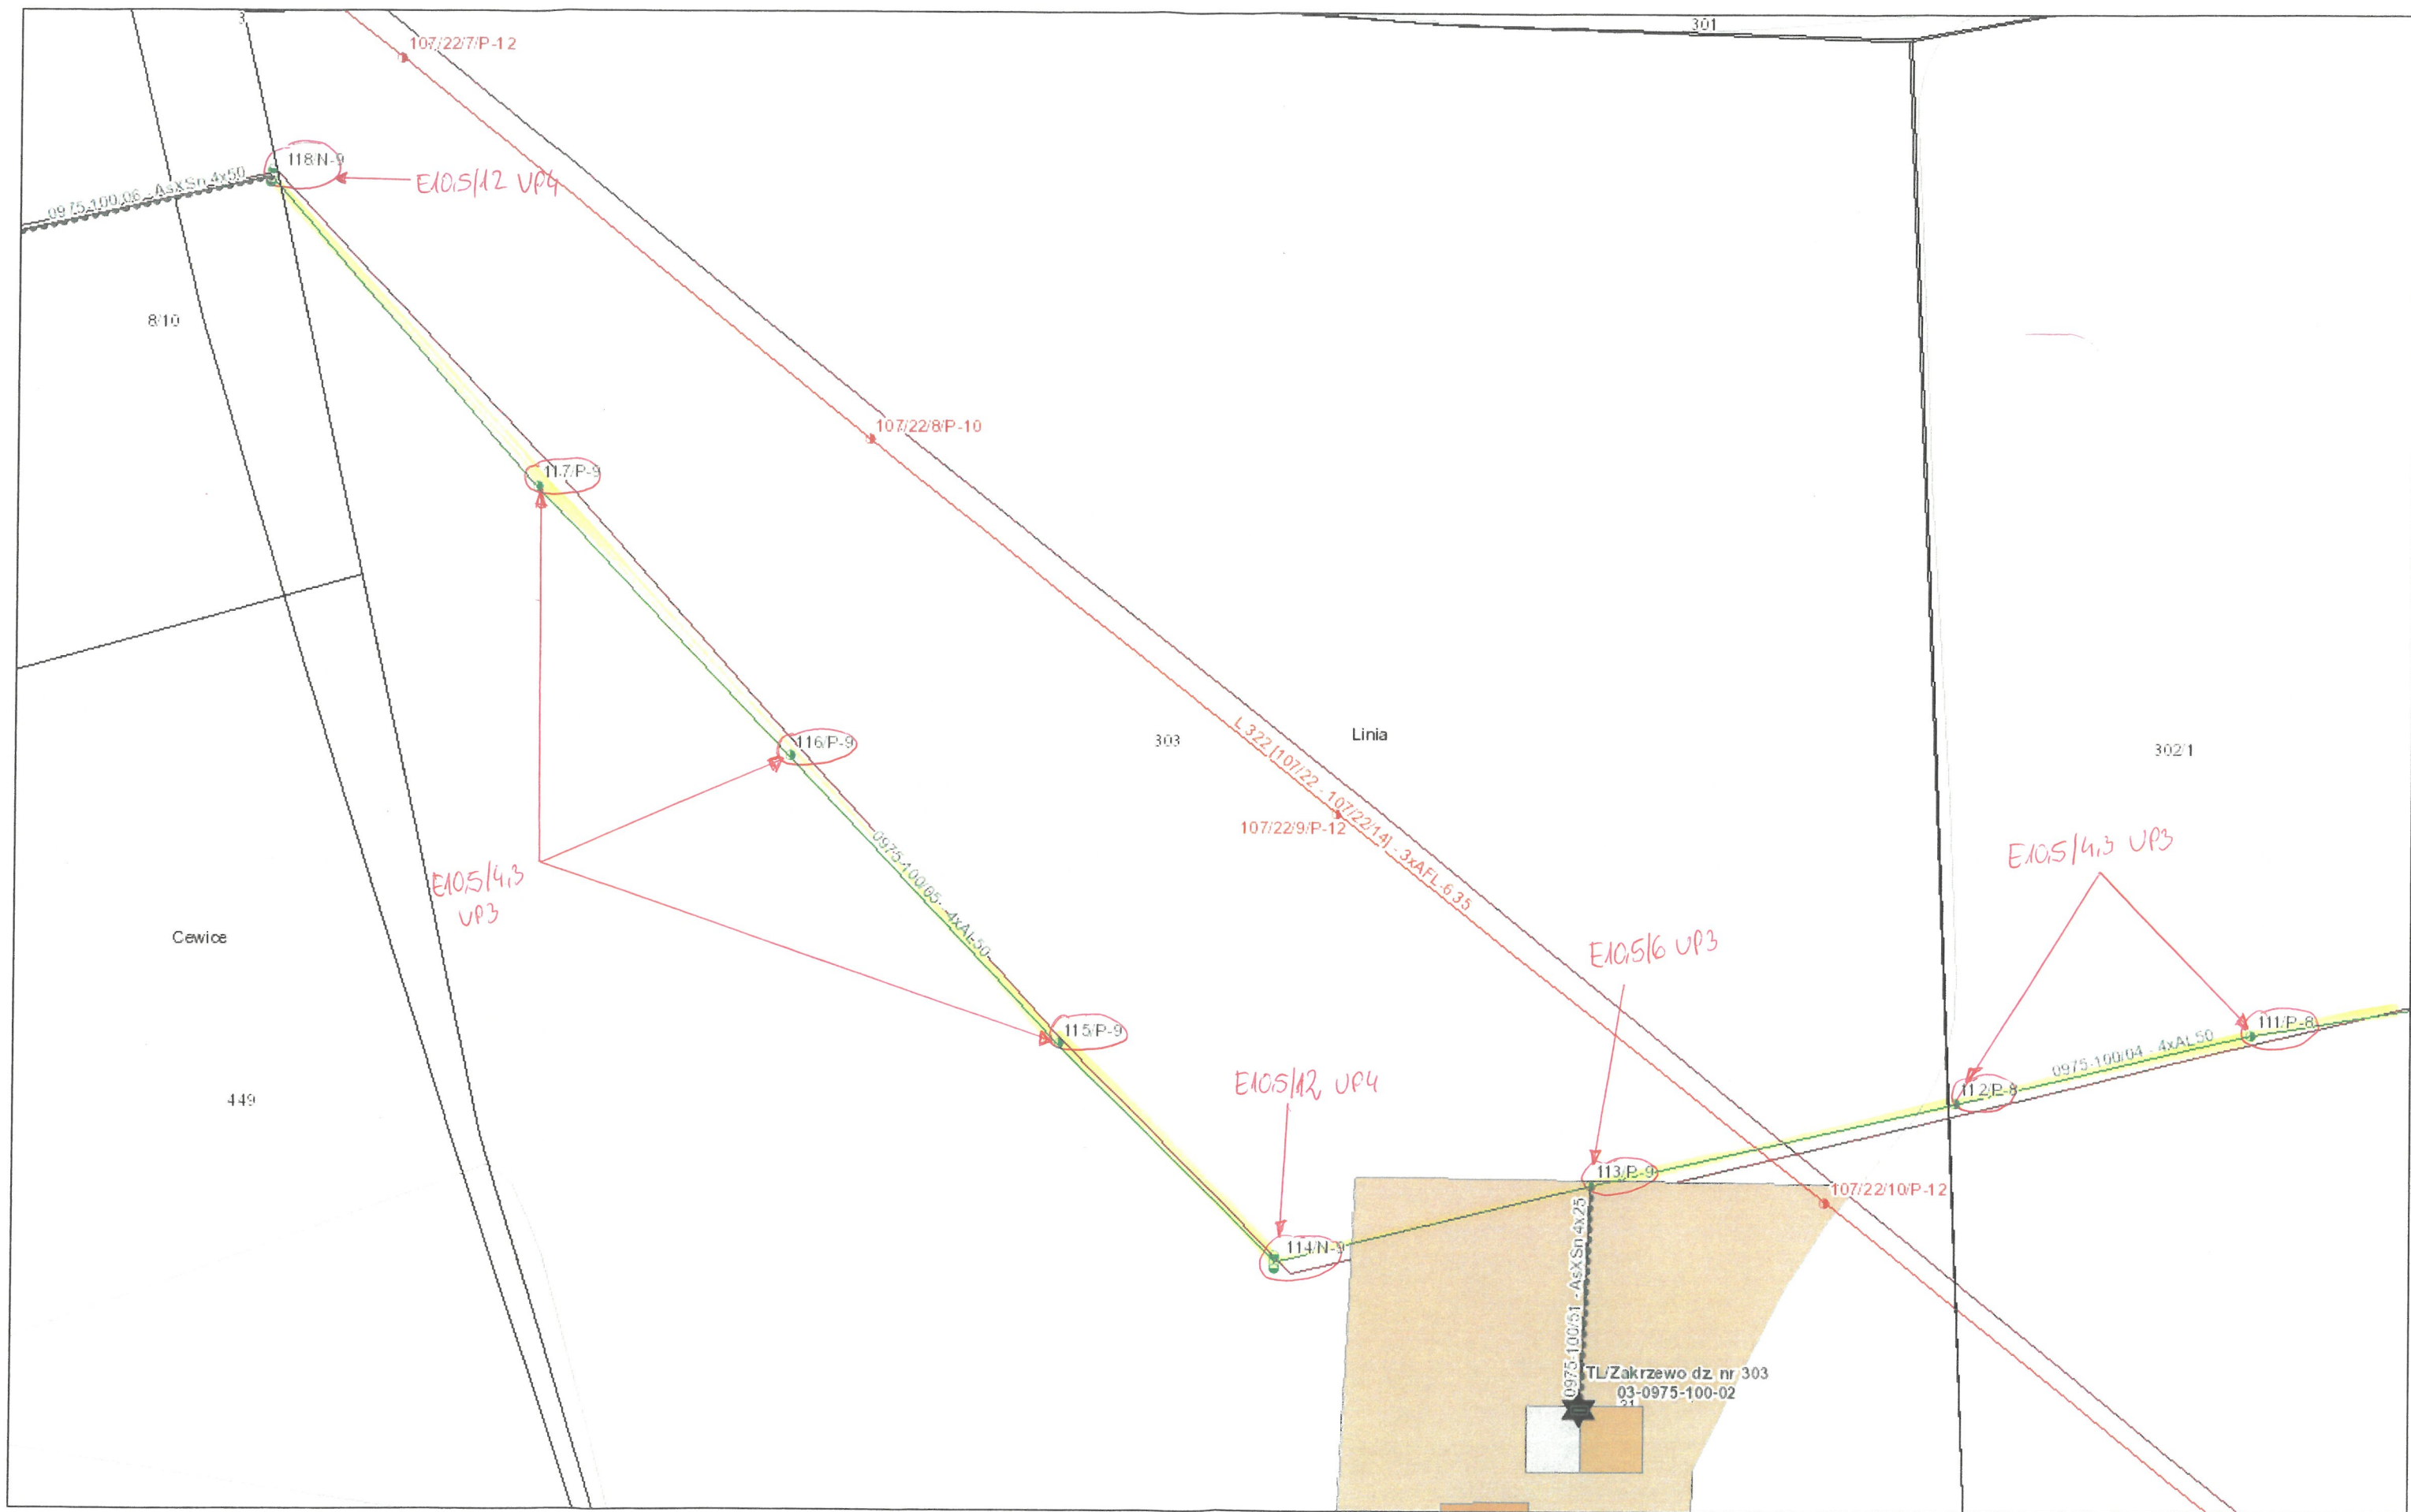 3
301
107/22/7/P-12
118/N-9
E10,5/12 UP4
0975-100/06 - AsXSn 4x50
8/10
107/22/8/P-10
117/P-9
116/P-9
303
Linia
302/1
L.322 [107/22 - 107/22/14] - 3xAFL-6.35
107/22/9/P-12
E10,5/4,3
UP3
0975-100/05 - 4xAL50
E10,5/4,3 UP3
Cewice
E10,5/6 UP3
115/P-9
111/P-8
0975-100/04 - 4xAL50
E10,5/12 UP4
112/P-8
449
113/P-9
107/22/10/P-12
114/N-9
0975-100/51 - AsXSn 4x25
TL/Zakrzewo dz. nr 303
03-0975-100-02
31